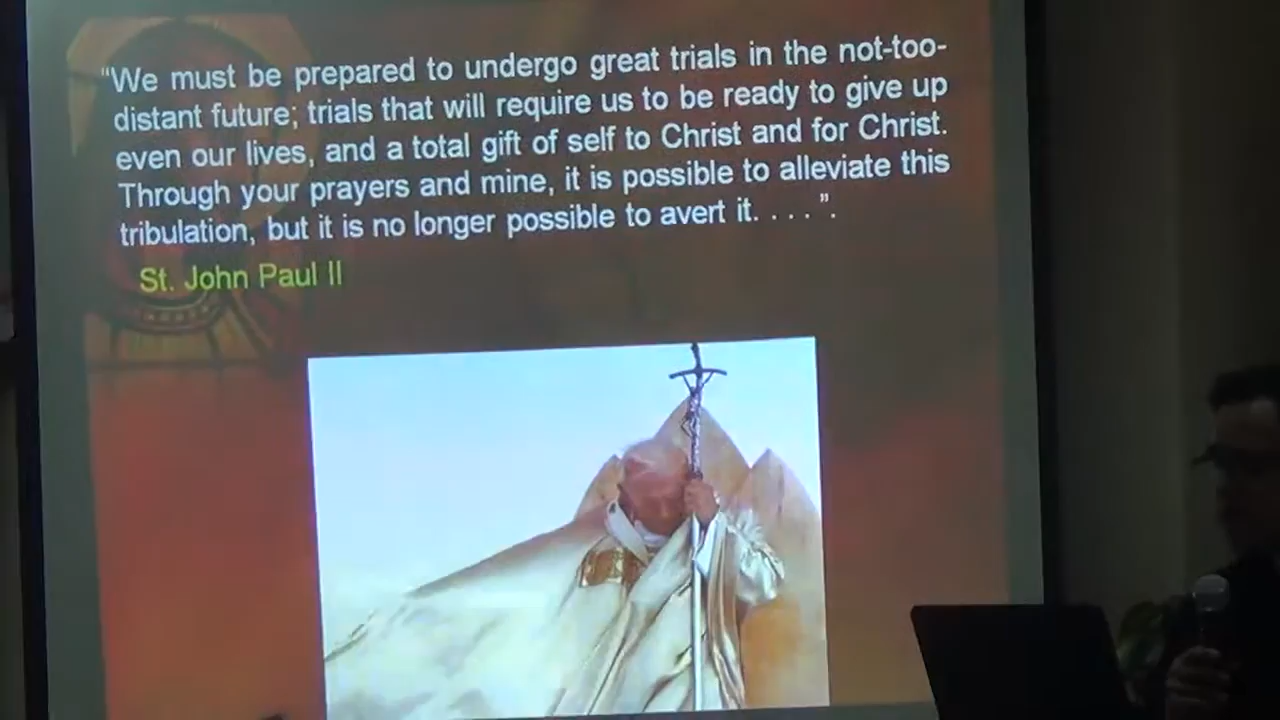 "We must be prepared to undergo great trials in the not-too-
distant future; trials that will require us to be ready to give up
even our lives, and a total gift of self to Christ and for Christ.
Through your prayers and mine, it is possible to alleviate this
tribulation, but it is no longer possible to avert it. . . . ".
St. John Paul II